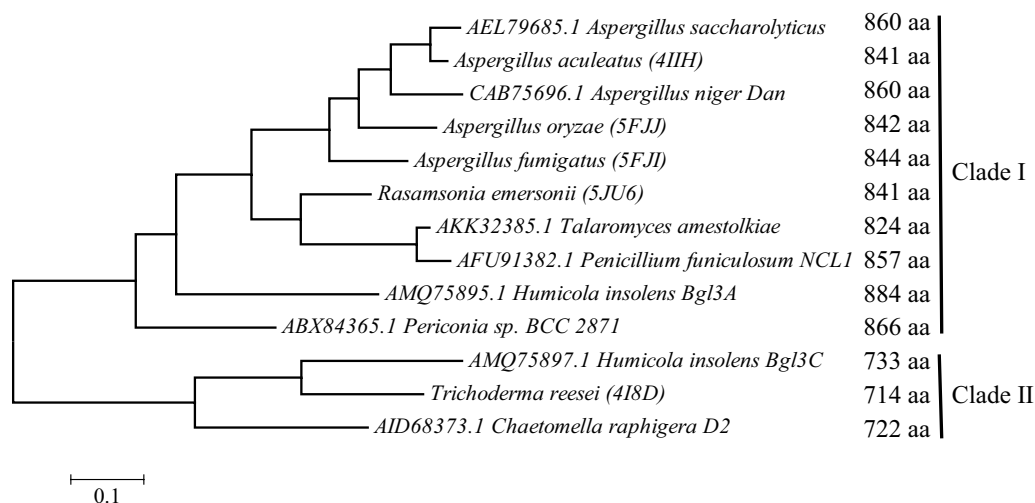 AEL79685.1 Aspergillus saccharolyticus 860 aa
Aspergillus aculeatus (4IIH) 841 aa
CAB75696.1 Aspergillus niger Dan 860 aa
Aspergillus oryzae (5FJJ) 842 aa
Aspergillus fumigatus (5FJI) 844 aa
Clade I
Rasamsonia emersonii (5JU6) 841 aa
AKK32385.1 Talaromyces amestolkiae 824 aa
AFU91382.1 Penicillium funiculosum NCL1 857 aa
AMQ75895.1 Humicola insolens Bgl3A 884 aa
ABX84365.1 Periconia sp. BCC 2871 866 aa
AMQ75897.1 Humicola insolens Bgl3C 733 aa
Trichoderma reesei (4I8D) 714 aa
Clade II
AID68373.1 Chaetomella raphigera D2 722 aa
0.1